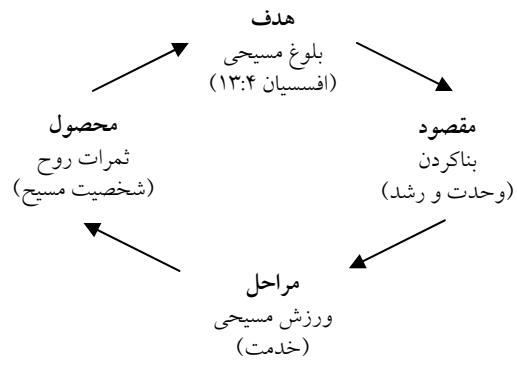 هدف
بلوغ مسیحی
(افسسیان ۱۳:۴)
مقصود
بناکردن
(وحدت و رشد)
مراحل
ورزش مسیحی
(خدمت)
محصول
ثمرات روح
(شخصیت مسیح)